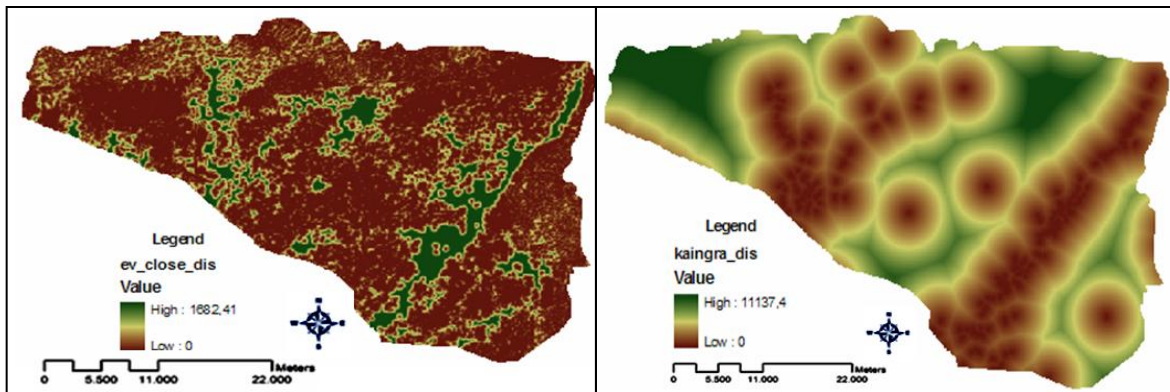 Legend
ev_close_dis
Value
High : 1682,41
Low : 0
Meters
0 5.500 11.000 22.000
Legend
kaingra_dis
Value
High : 11137,4
Low : 0
Meters
0 5.500 11.000 22.000